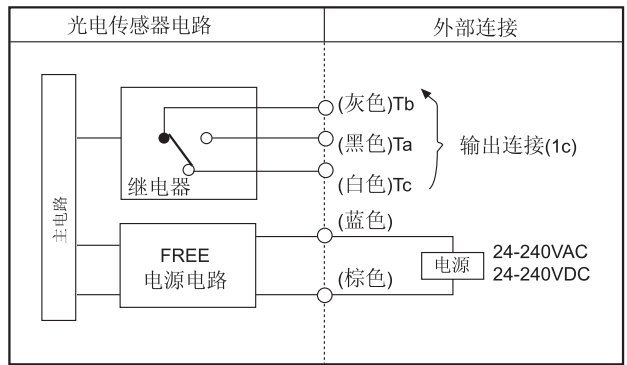 光电传感器电路
外部连接
主电路
继电器
(灰色)Tb
(黑色)Ta
(白色)Tc
输出连接(1c)
FREE
电源电路
(蓝色)
(棕色)
电源
24-240VAC
24-240VDC